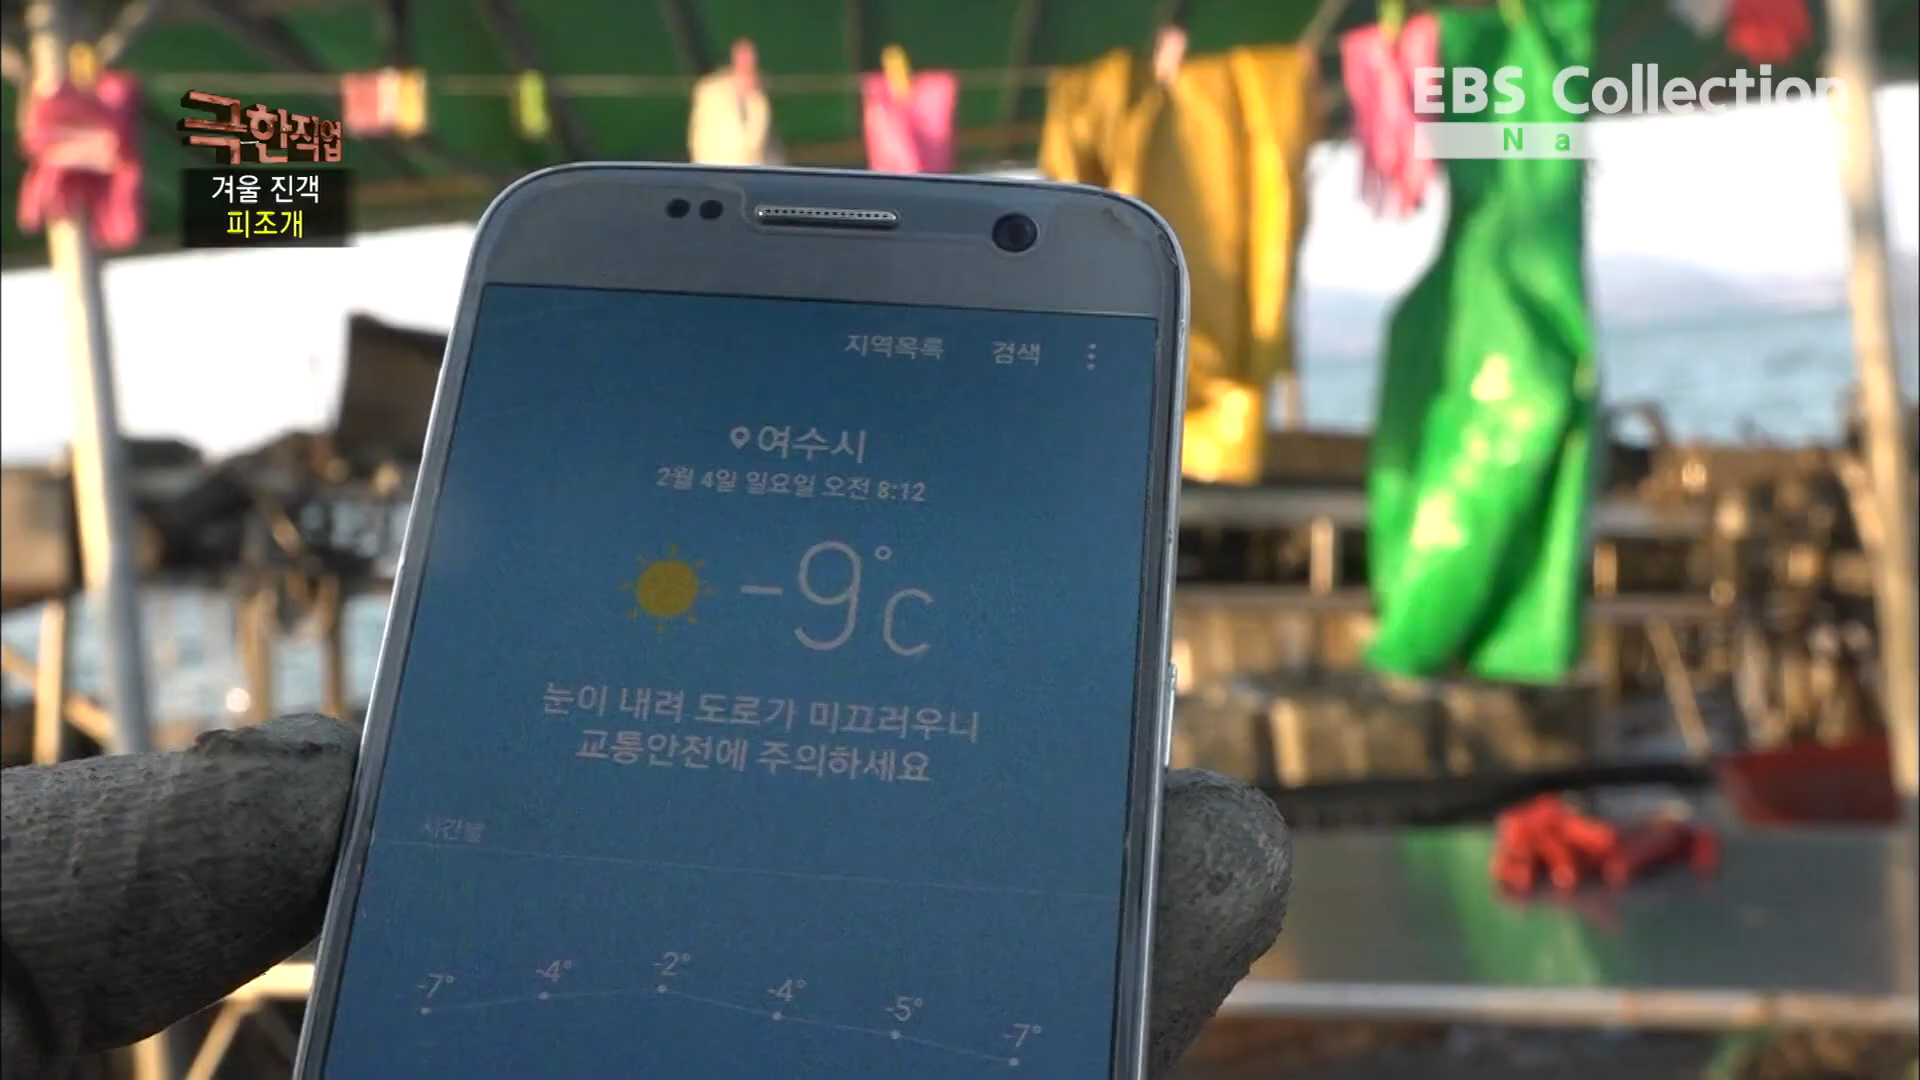 극한직업
겨울 진객
피조개
EBS Collection
N a
지역목록 검색
여수시
2월 4일 일요일 오전 8:12
-9°c
눈이 내려 도로가 미끄러우니
교통안전에 주의하세요
시간별
-7° -4° -2° -4° -5° -7°